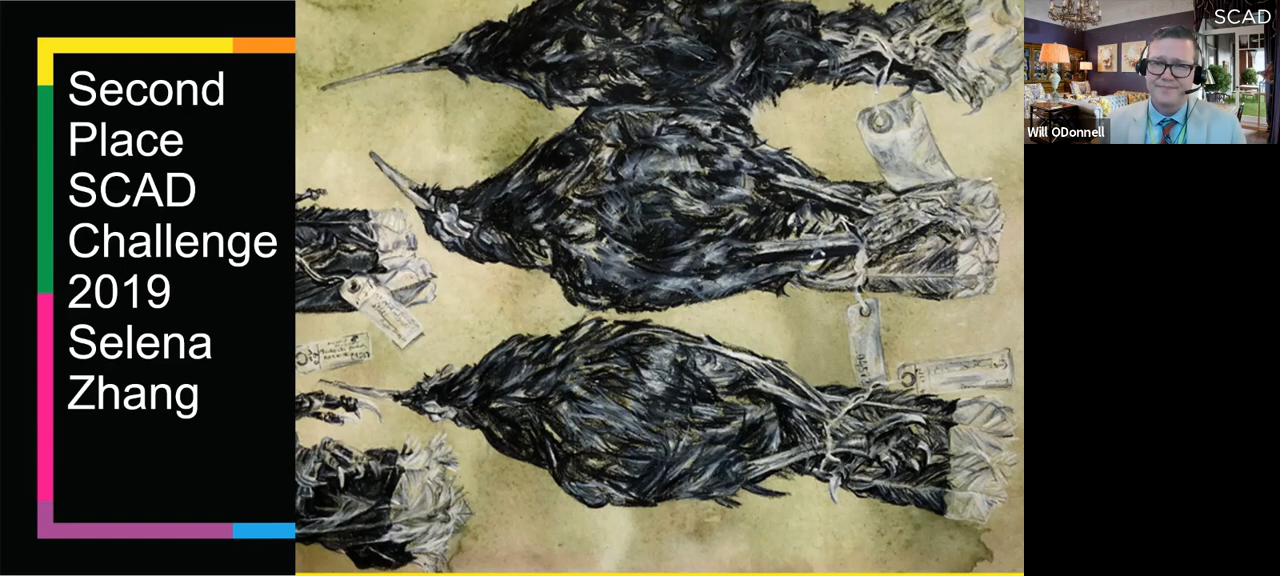 Second
Place
SCAD
Challenge
2019
Selena
Zhang
SCAD
Will ODonnell